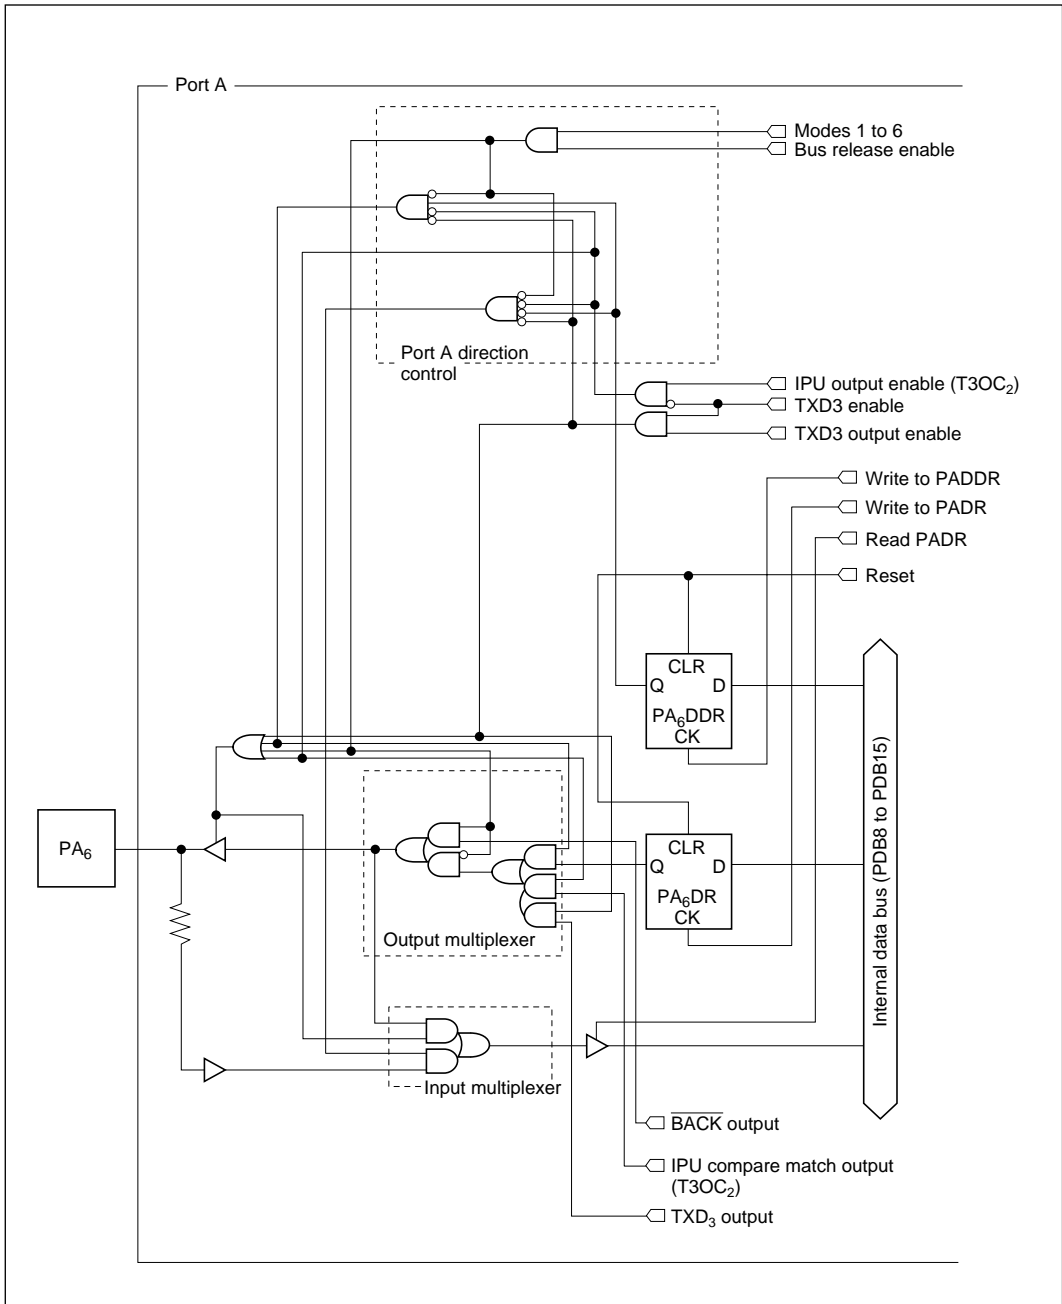 Port A
Modes 1 to 6
Bus release enable
Port A direction
control
IPU output enable (T3OC₂)
TXD3 enable
TXD3 output enable
Write to PADDR
Write to PADR
Read PADR
Reset
CLR
Q D
PA₆DDR
CK
PA₆
CLR
Q D
PA₆DR
CK
Internal data bus (PDB8 to PDB15)
Output multiplexer
Input multiplexer
B̅A̅C̅K̅ output
IPU compare match output
(T3OC₂)
TXD₃ output